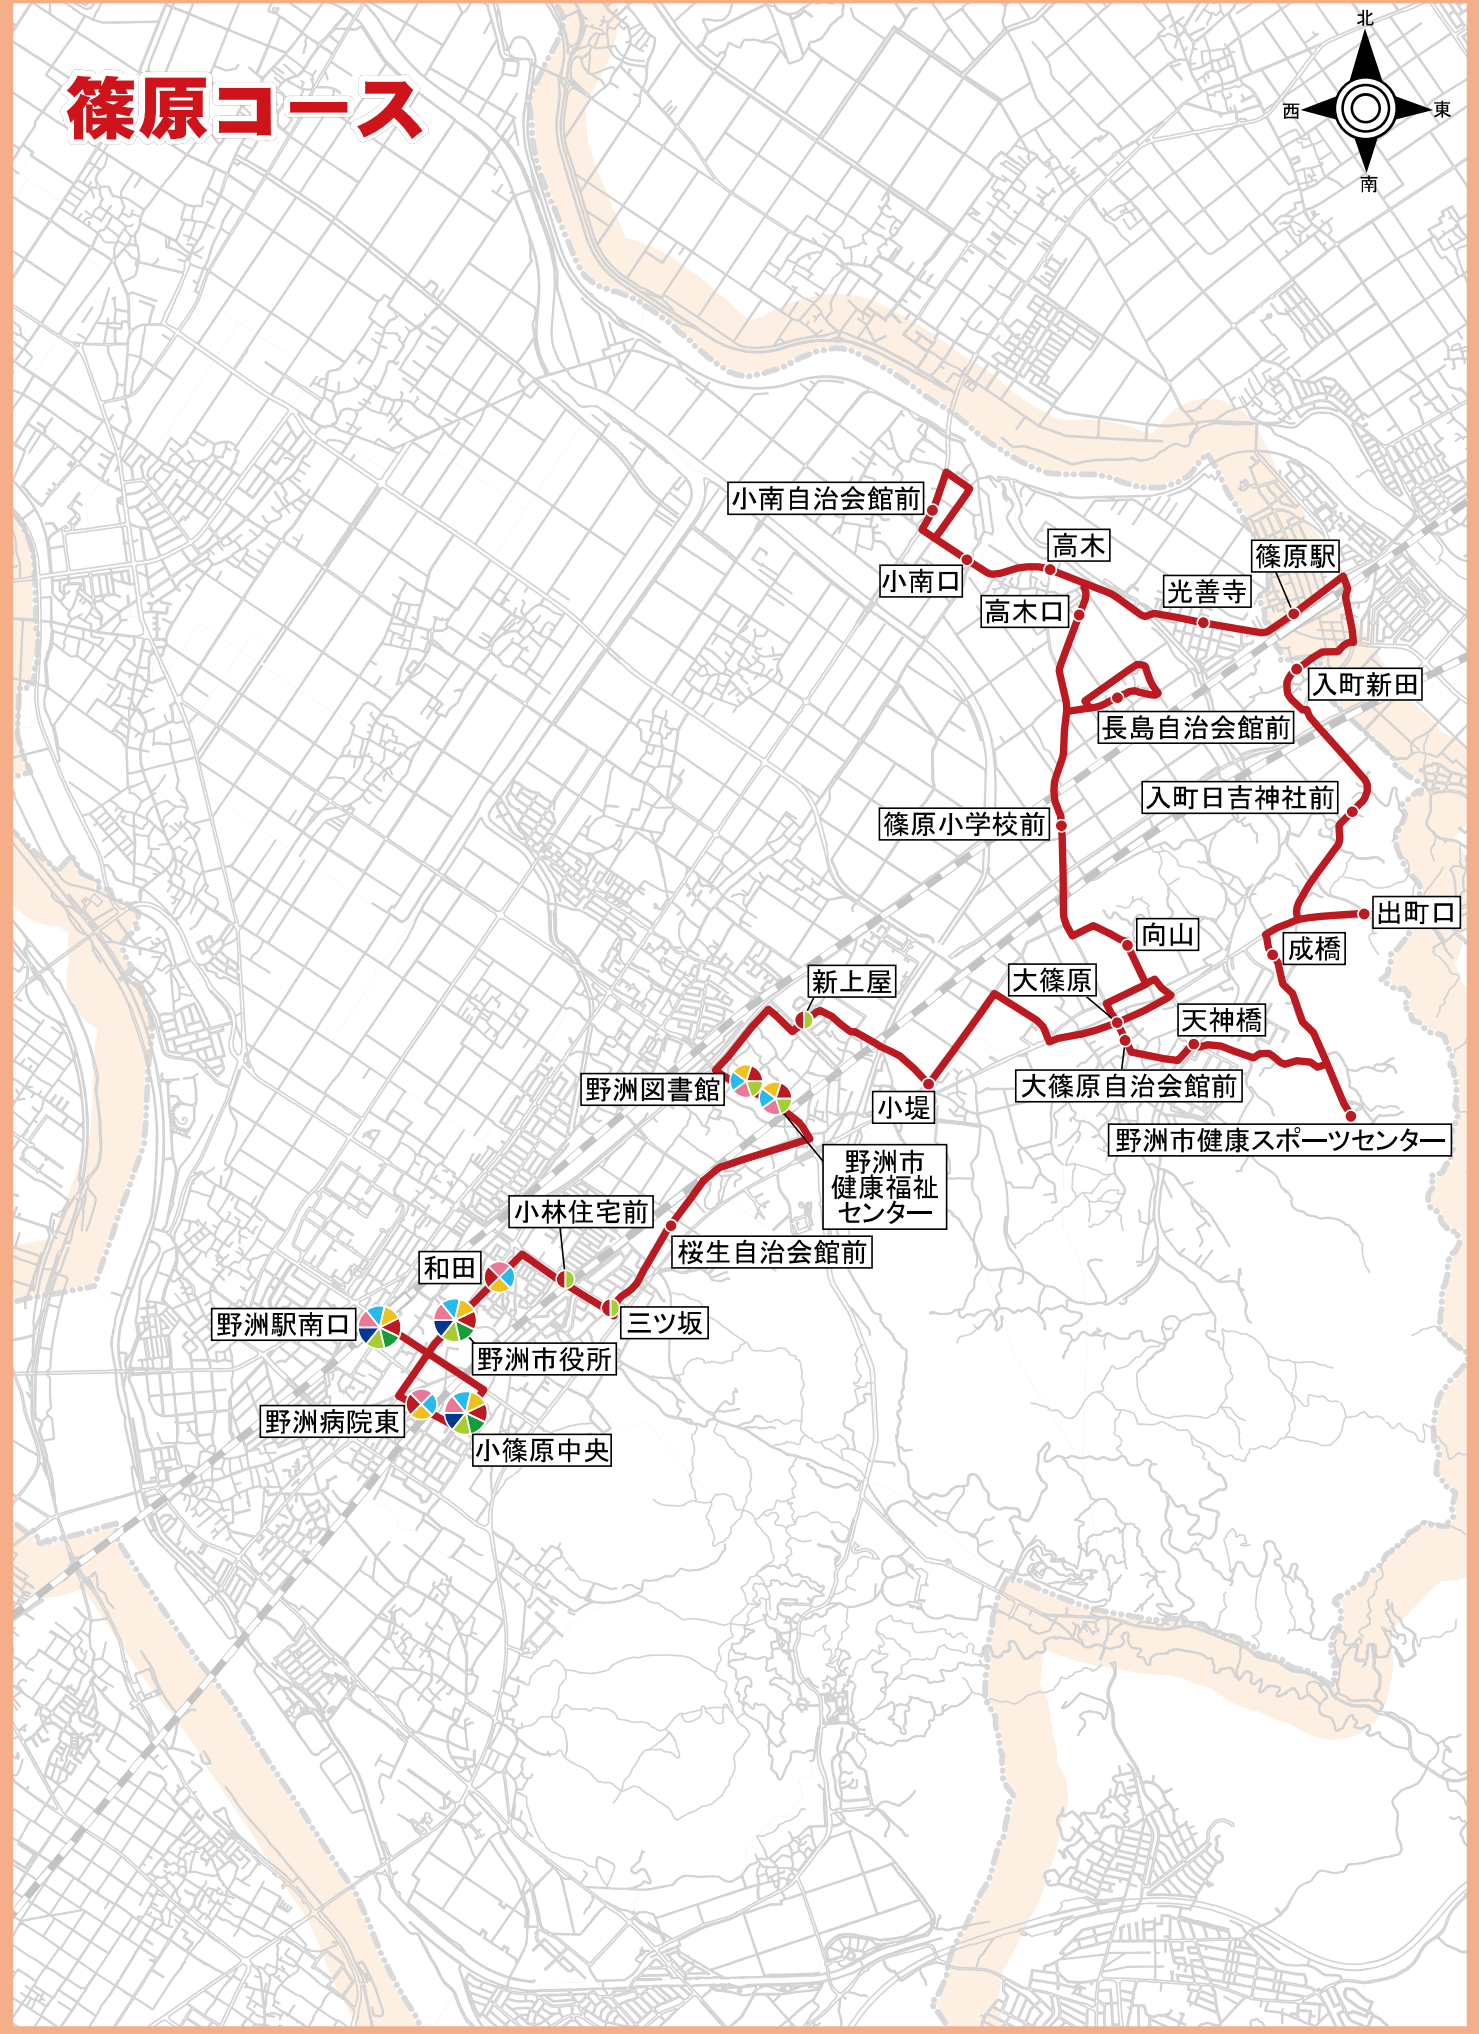 篠原コース
北
西
東
南
小南自治会館前
高木
篠原駅
小南口
光善寺
高木口
入町新田
長島自治会館前
入町日吉神社前
篠原小学校前
出町口
向山
成橋
新上屋
大篠原
天神橋
野洲図書館
大篠原自治会館前
小堤
野洲市健康スポーツセンター
野洲市
健康福祉
センター
小林住宅前
桜生自治会館前
和田
野洲駅南口
三ツ坂
野洲市役所
野洲病院東
小篠原中央